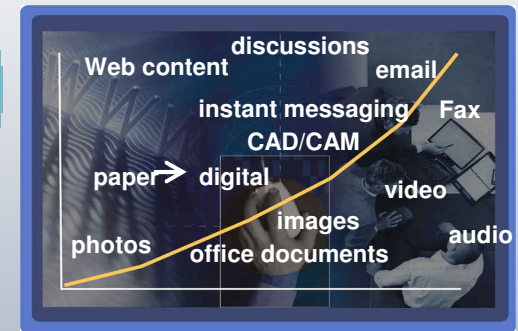 discussions
Web content
email
instant messaging
Fax
CAD/CAM
paper → digital
video
images
photos
audio
office documents